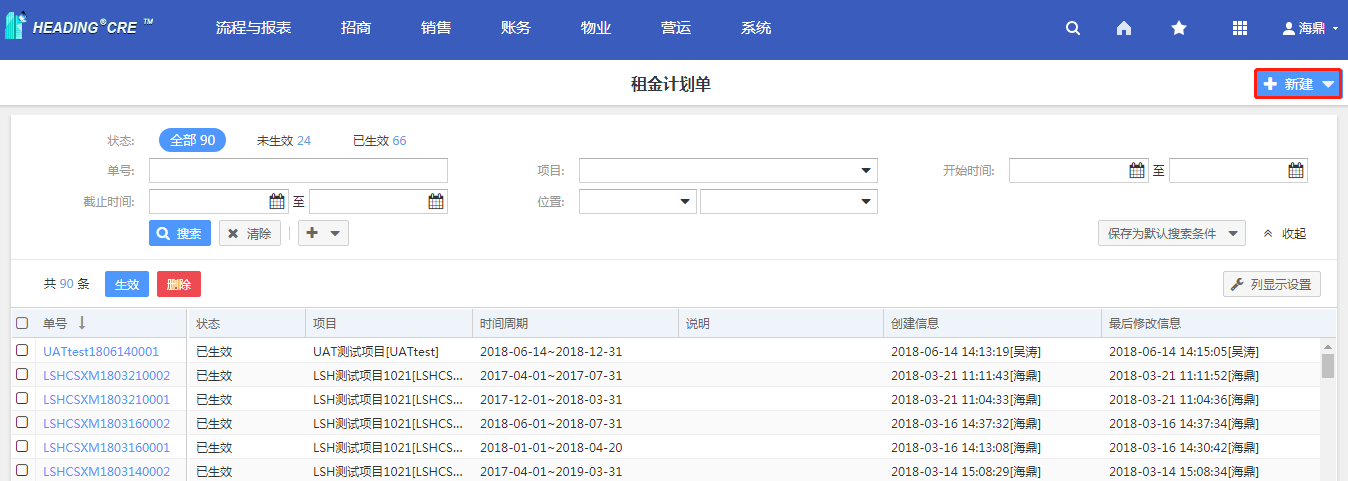 HEADING®CRE ™ 流程与报表 招商 销售 账务 物业 营运 系统 海鼎
租金计划单 新建
状态: 全部 90 未生效 24 已生效 66
单号: 项目: 开始时间: 至
截止时间: 至 位置:
搜索 清除 保存为默认搜索条件 收起
共 90 条 生效 删除 列显示设置
单号 状态 项目 时间周期 说明 创建信息 最后修改信息
UATtest1806140001 已生效 UAT测试项目[UATtest] 2018-06-14~2018-12-31 2018-06-14 14:13:19[吴涛] 2018-06-14 14:15:05[吴涛]
LSHCSXM1803210002 已生效 LSH测试项目1021[LSHCS... 2017-04-01~2017-07-31 2018-03-21 11:11:43[海鼎] 2018-03-21 11:11:52[海鼎]
LSHCSXM1803210001 已生效 LSH测试项目1021[LSHCS... 2017-12-01~2018-03-31 2018-03-21 11:04:33[海鼎] 2018-03-21 11:04:36[海鼎]
LSHCSXM1803160002 已生效 LSH测试项目1021[LSHCS... 2018-06-01~2018-07-31 2018-03-16 14:37:32[海鼎] 2018-03-16 14:37:34[海鼎]
LSHCSXM1803160001 已生效 LSH测试项目1021[LSHCS... 2018-01-01~2018-04-20 2018-03-16 14:13:08[海鼎] 2018-03-16 14:30:42[海鼎]
LSHCSXM1803140002 已生效 LSH测试项目1021[LSHCS... 2017-04-01~2019-03-31 2018-03-14 15:08:29[海鼎] 2018-03-14 15:08:34[海鼎]